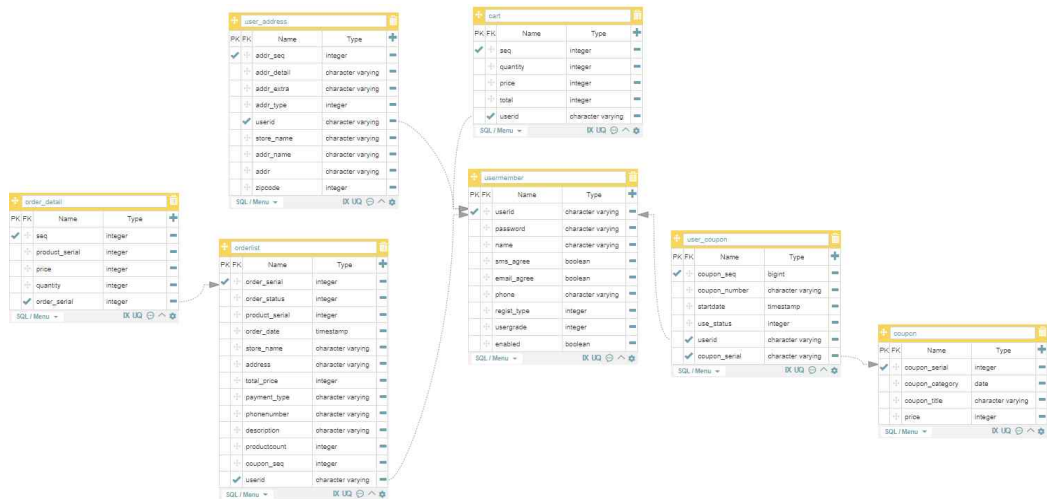 user_address
PK FK Name Type
addr_seq integer
addr_detail character varying
addr_extra character varying
addr_type integer
userid character varying
store_name character varying
addr_name character varying
addr character varying
zipcode integer
SQL / Menu IX UQ
cart
PK FK Name Type
seq integer
quantity integer
price integer
total integer
userid character varying
SQL / Menu IX UQ
order_detail
PK FK Name Type
seq integer
product_serial integer
price integer
quantity integer
order_serial integer
SQL / Menu IX UQ
orderlist
PK FK Name Type
order_serial integer
order_status integer
product_serial integer
order_date timestamp
store_name character varying
address character varying
total_price integer
payment_type character varying
phonenumber character varying
description character varying
productcount integer
coupon_seq integer
userid character varying
SQL / Menu IX UQ
usermember
PK FK Name Type
userid character varying
password character varying
name character varying
sms_agree boolean
email_agree boolean
phone character varying
regist_type integer
usergrade integer
enabled boolean
SQL / Menu IX UQ
user_coupon
PK FK Name Type
coupon_seq bigint
coupon_number character varying
startdate timestamp
use_status integer
userid character varying
coupon_serial character varying
SQL / Menu IX UQ
coupon
PK FK Name Type
coupon_serial integer
coupon_category date
coupon_title character varying
price integer
SQL / Menu IX UQ